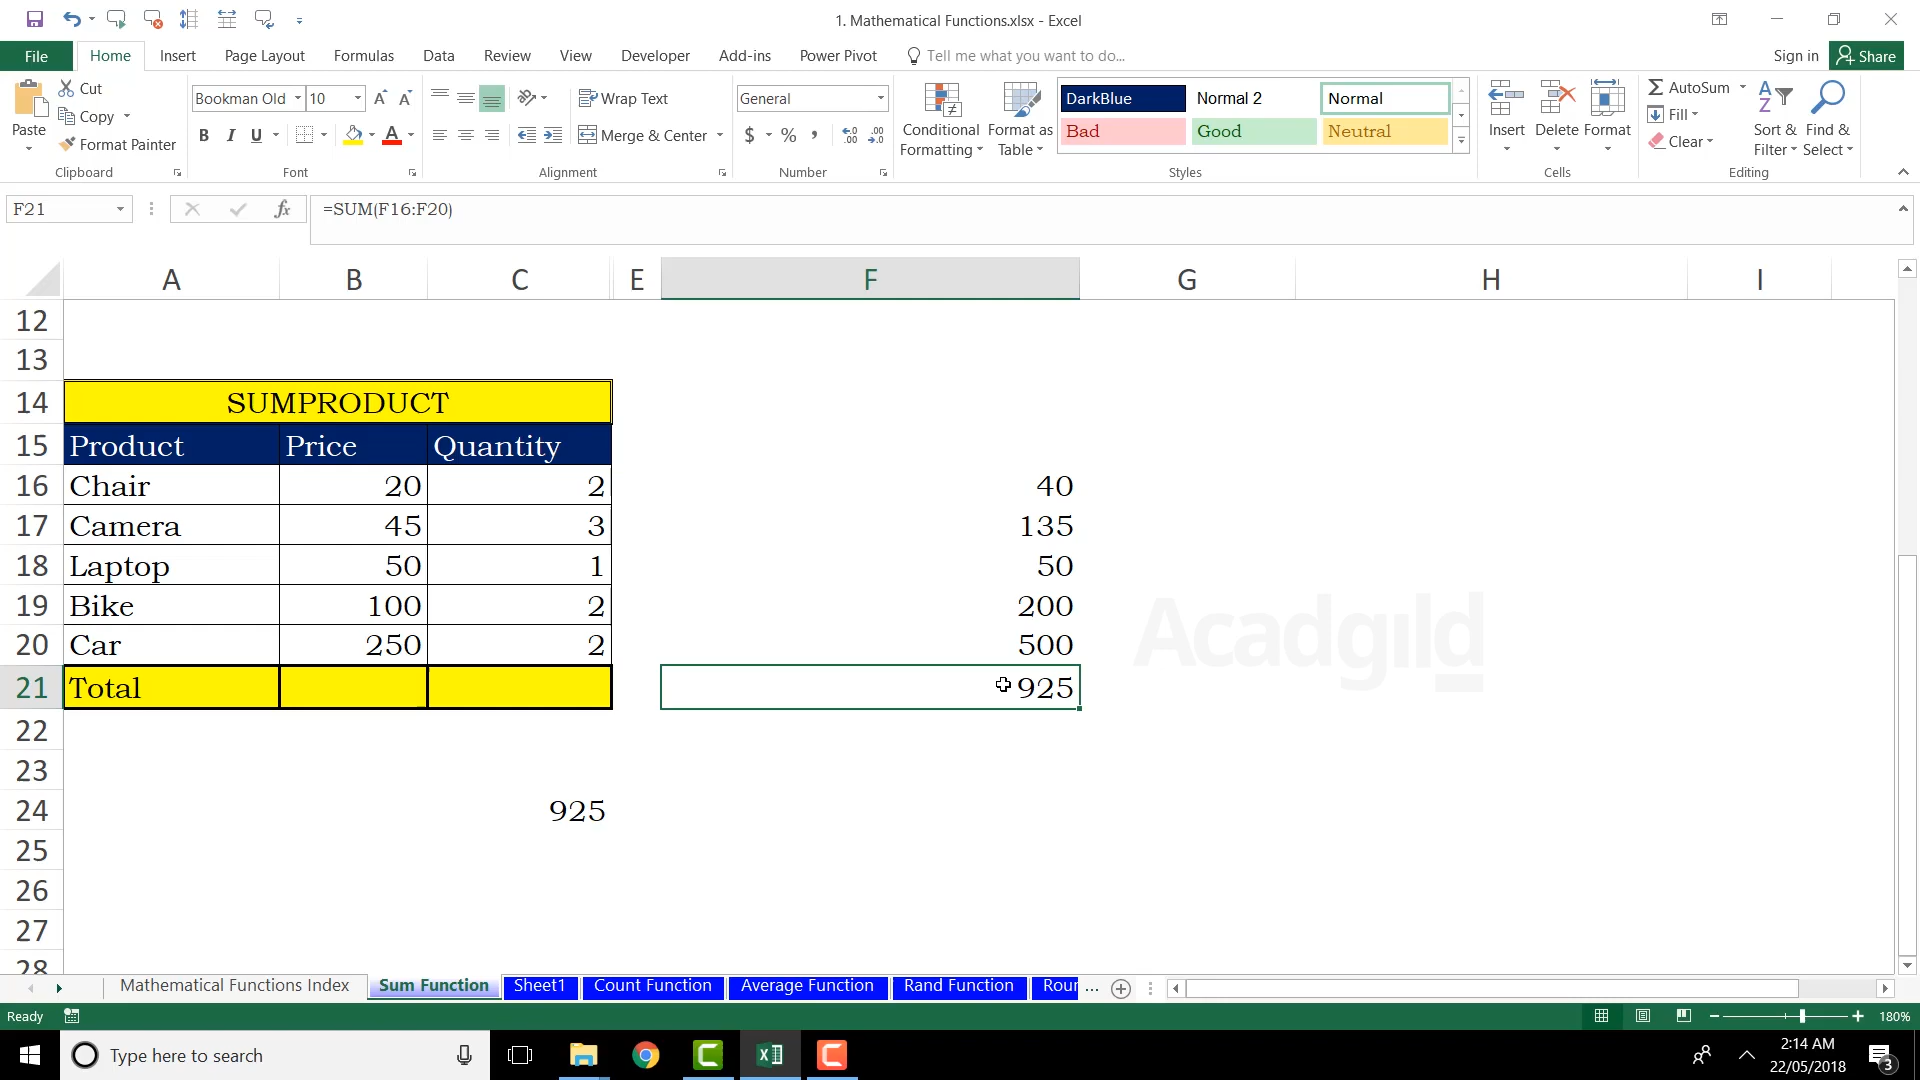 1. Mathematical Functions.xlsx - Excel
File Home Insert Page Layout Formulas Data Review View Developer Add-ins Power Pivot Tell me what you want to do... Sign in Share
Paste
Cut
Copy
Format Painter
Clipboard
Bookman Old 10
B I U
Font
Wrap Text
Merge & Center
Alignment
General
$ % ,
Number
Conditional Formatting
Format as Table
DarkBlue Normal 2 Normal
Bad Good Neutral
Styles
Insert Delete Format
Cells
AutoSum
Fill
Clear
Sort & Filter
Find & Select
Editing
F21 fx =SUM(F16:F20)
A B C E F G H I
12
13
14 SUMPRODUCT
15 Product Price Quantity
16 Chair 20 2 40
17 Camera 45 3 135
18 Laptop 50 1 50
19 Bike 100 2 200
20 Car 250 2 500
21 Total 925
22
23
24 925
25
26
27
28
Acadgild
Mathematical Functions Index Sum Function Sheet1 Count Function Average Function Rand Function Rour ...
Ready 180%
Type here to search
2:14 AM
22/05/2018
3